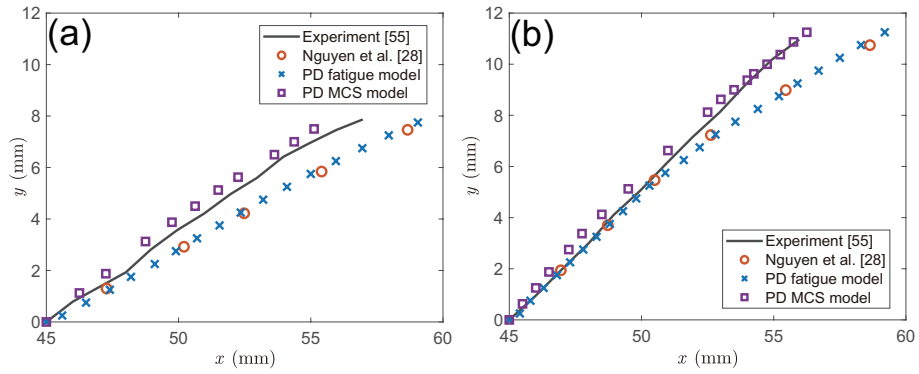 (a)
12
10
8
6
4
2
0
y (mm)
45
50
55
60
x (mm)
Experiment [55]
Nguyen et al. [28]
PD fatigue model
PD MCS model
(b)
12
10
8
6
4
2
0
y (mm)
45
50
55
60
x (mm)
Experiment [55]
Nguyen et al. [28]
PD fatigue model
PD MCS model